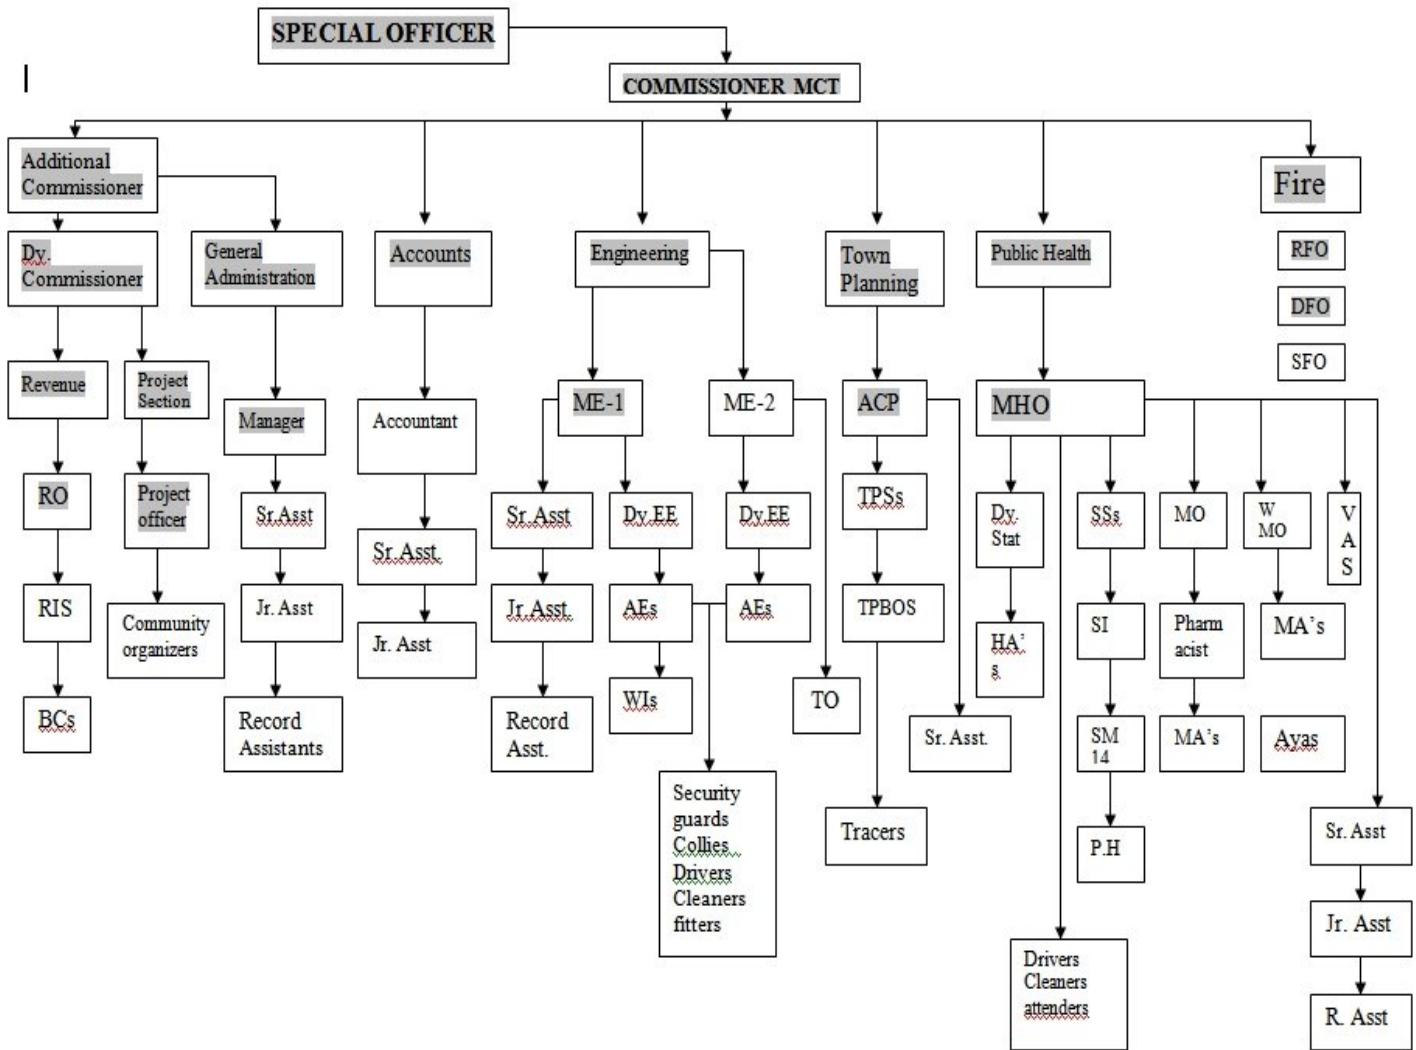 SPECIAL OFFICER
COMMISSIONER MCT
Additional
Commissioner
Fire
Dy.
Commissioner
General
Administration
Accounts
Engineering
Town
Planning
Public Health
RFO
DFO
SFO
Revenue
Project
Section
Manager
Accountant
ME-1
ME-2
ACP
MHO
RO
Project
officer
Sr.Asst
Sr. Asst.
Sr. Asst
Dy.EE
Dy.EE
TPSs
Dy.
Stat
SSs
MO
W
MO
V
A
S
RIS
Community
organizers
Jr. Asst
Jr. Asst
Jr. Asst.
AEs
AEs
TPBOS
HA'
s
SI
Pharm
acist
MA's
BCs
Record
Assistants
Record
Asst.
WIs
TO
Sr. Asst.
SM
14
MA's
Ayas
Security
guards
Collies
Drivers
Cleaners
fitters
Tracers
P.H
Sr. Asst
Jr. Asst
R. Asst
Drivers
Cleaners
attenders